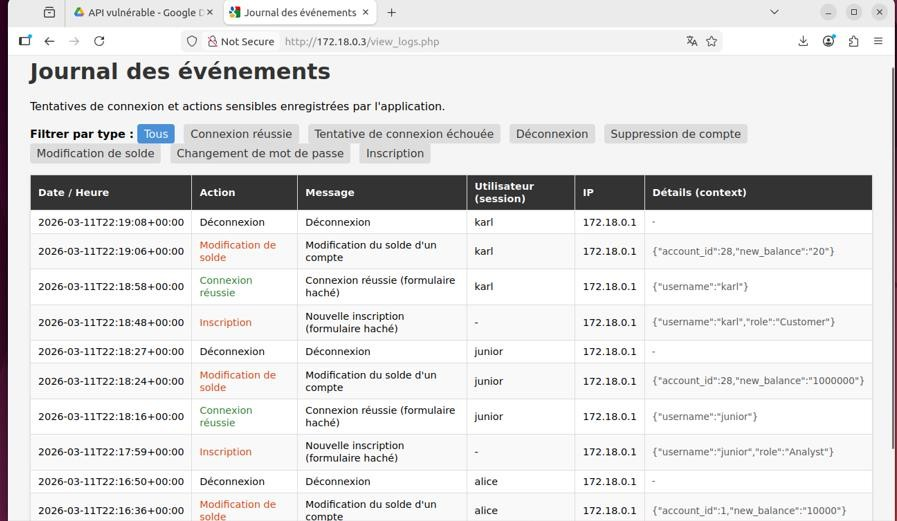 API vulnérable - Google D
Journal des événements
Not Secure
http://172.18.0.3/view_logs.php
Journal des événements
Tentatives de connexion et actions sensibles enregistrées par l'application.
Filtrer par type : Tous Connexion réussie Tentative de connexion échouée Déconnexion Suppression de compte
Modification de solde Changement de mot de passe Inscription
Date / Heure Action Message Utilisateur (session) IP Détails (context)
2026-03-11T22:19:08+00:00 Déconnexion Déconnexion karl 172.18.0.1 -
2026-03-11T22:19:06+00:00 Modification de solde Modification du solde d'un compte karl 172.18.0.1 {"account_id":28,"new_balance":"20"}
2026-03-11T22:18:58+00:00 Connexion réussie Connexion réussie (formulaire haché) karl 172.18.0.1 {"username":"karl"}
2026-03-11T22:18:48+00:00 Inscription Nouvelle inscription (formulaire haché) - 172.18.0.1 {"username":"karl","role":"Customer"}
2026-03-11T22:18:27+00:00 Déconnexion Déconnexion junior 172.18.0.1 -
2026-03-11T22:18:24+00:00 Modification de solde Modification du solde d'un compte junior 172.18.0.1 {"account_id":28,"new_balance":"1000000"}
2026-03-11T22:18:16+00:00 Connexion réussie Connexion réussie (formulaire haché) junior 172.18.0.1 {"username":"junior"}
2026-03-11T22:17:59+00:00 Inscription Nouvelle inscription (formulaire haché) - 172.18.0.1 {"username":"junior","role":"Analyst"}
2026-03-11T22:16:50+00:00 Déconnexion Déconnexion alice 172.18.0.1 -
2026-03-11T22:16:36+00:00 Modification de solde Modification du solde d'un compte alice 172.18.0.1 {"account_id":1,"new_balance":"10000"}